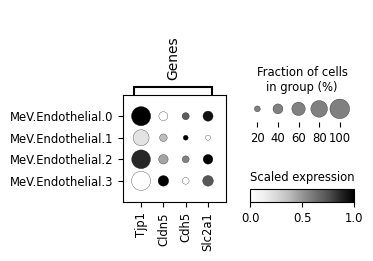 Genes
MeV.Endothelial.0
MeV.Endothelial.1
MeV.Endothelial.2
MeV.Endothelial.3
Tjp1
Cldn5
Cdh5
Slc2a1
Fraction of cells
in group (%)
20 40 60 80 100
Scaled expression
0.0 0.5 1.0